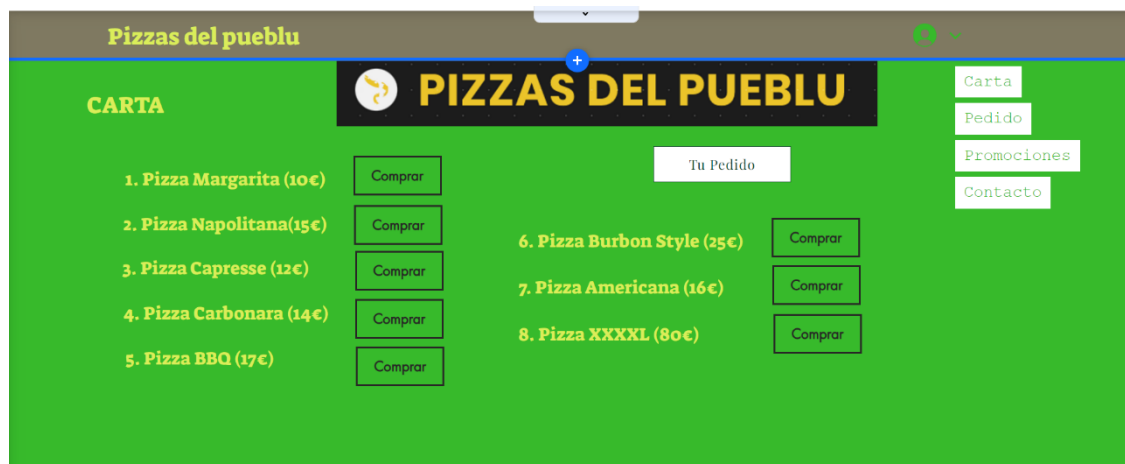 Pizzas del pueblu
PIZZAS DEL PUEBLU
CARTA
Carta
Pedido
Promociones
Contacto
Tu Pedido
1. Pizza Margarita (10€)
Comprar
2. Pizza Napolitana(15€)
Comprar
3. Pizza Capresse (12€)
Comprar
4. Pizza Carbonara (14€)
Comprar
5. Pizza BBQ (17€)
Comprar
6. Pizza Burbon Style (25€)
Comprar
7. Pizza Americana (16€)
Comprar
8. Pizza XXXXL (80€)
Comprar